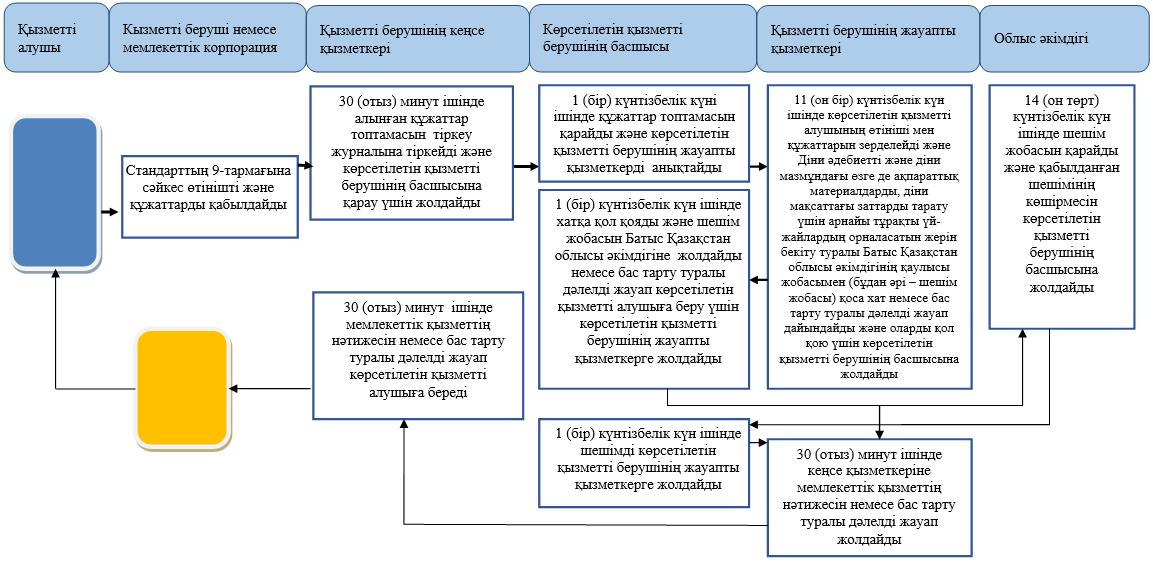 Қызметті
алушы
Кызметті беруші немесе
мемлекеттік корпорация
Қызметті берушінің кеңсе
қызметкері
Көрсетілетін қызметті
берушінің басшысы
Қызметті берушінің жауапты
қызметкері
Облыс әкімдігі
Стандарттың 9-тармағына
сәйкес өтінішті және
құжаттарды қабылдайды
30 (отыз) минут ішінде
алынған құжаттар
топтамасын тіркеу
журналына тіркейді және
көрсетілетін қызметті
берушінің басшысына
қарау үшін жолдайды
1 (бір) күнтізбелік күні
ішінде құжаттар топтамасын
қарайды және көрсетілетін
қызметті берушінің жауапты
қызметкерді анықтайды
11 (он бір) күнтізбелік күн
ішінде көрсетілетін қызметті
алушының өтініші мен
құжаттарын зерделейді және
Діни әдебиетті және діни
мазмұндағы өзге де ақпараттық
материалдарды, діни
мақсаттағы заттарды тарату
үшін арнайы тұрақты үй-
жайлардың орналасатын жерін
бекіту туралы Батыс Қазақстан
облысы әкімдігінің қаулысы
жобасымен (бұдан әрі – шешім
жобасы) қоса хат немесе бас
тарту туралы дәлелді жауап
дайындайды және оларды қол
қою үшін көрсетілетін
қызметті берушінің басшысына
жолдайды
14 (он төрт)
күнтізбелік күн
ішінде шешім
жобасын қарайды
және қабылданған
шешімінің
көшірмесін
көрсетілетін
қызметті
берушінің
басшысына
жолдайды
1 (бір) күнтізбелік күн ішінде
хатқа қол қояды және шешім
жобасын Батыс Қазақстан
облысы әкімдігіне жолдайды
немесе бас тарту туралы
дәлелді жауап көрсетілетін
қызметті алушыға беру үшін
көрсетілетін қызметті
берушінің жауапты
қызметкерге жолдайды
30 (отыз) минут ішінде
мемлекеттік қызметтің
нәтижесін немесе бас тарту
туралы дәлелді жауап
көрсетілетін қызметті
алушыға береді
1 (бір) күнтізбелік күн ішінде
шешімді көрсетілетін
қызметті берушінің жауапты
қызметкерге жолдайды
30 (отыз) минут ішінде
кеңсе қызметкеріне
мемлекеттік қызметтің
нәтижесін немесе бас тарту
туралы дәлелді жауап
жолдайды